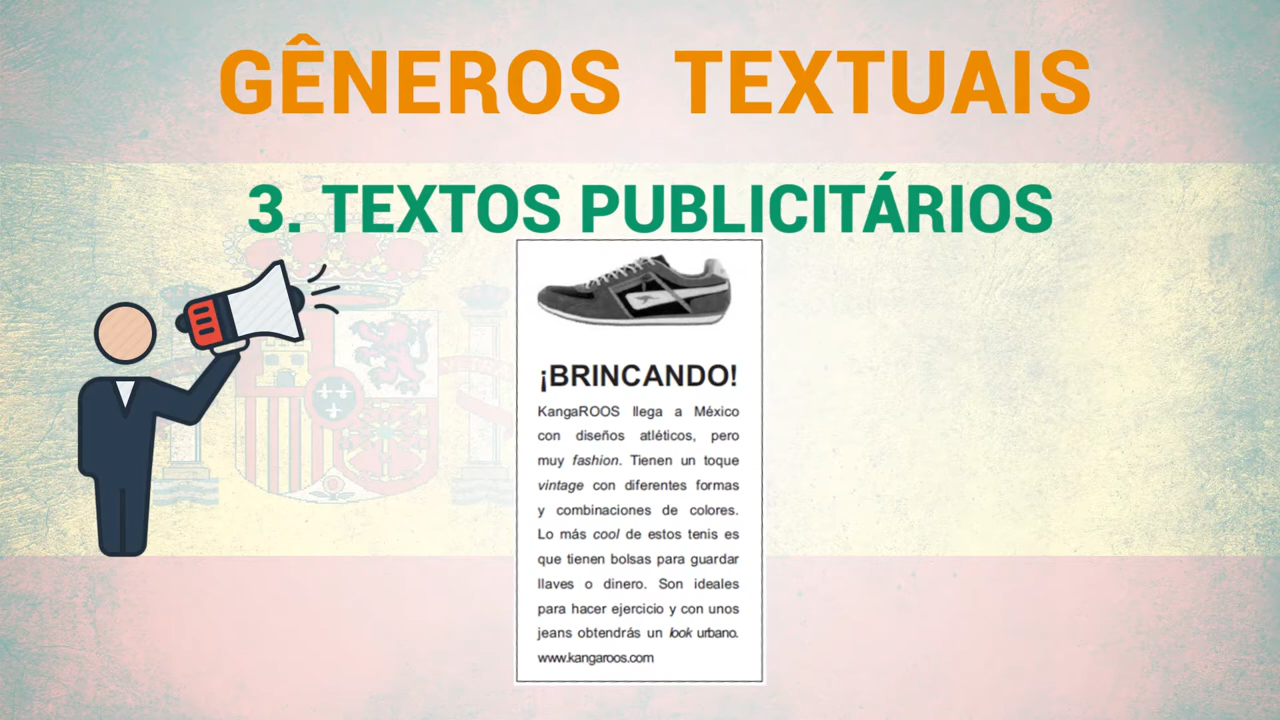 GÊNEROS TEXTUAIS
3. TEXTOS PUBLICITÁRIOS
¡BRINCANDO!
KangaROOS llega a México
con diseños atléticos, pero
muy fashion. Tienen un toque
vintage con diferentes formas
y combinaciones de colores.
Lo más cool de estos tenis es
que tienen bolsas para guardar
llaves o dinero. Son ideales
para hacer ejercicio y con unos
jeans obtendrás un look urbano.
www.kangaroos.com